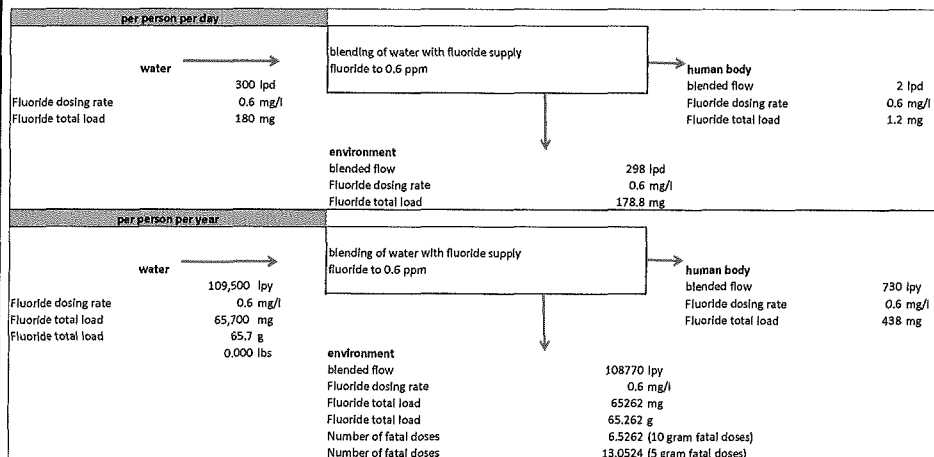 per person per day
blending of water with fluoride supply
fluoride to 0.6 ppm
water
300 lpd
Fluoride dosing rate 0.6 mg/l
Fluoride total load 180 mg
human body
blended flow 2 lpd
Fluoride dosing rate 0.6 mg/l
Fluoride total load 1.2 mg
environment
blended flow 298 lpd
Fluoride dosing rate 0.6 mg/l
Fluoride total load 178.8 mg
per person per year
blending of water with fluoride supply
fluoride to 0.6 ppm
water
109,500 lpy
Fluoride dosing rate 0.6 mg/l
Fluoride total load 65,700 mg
Fluoride total load 65.7 g
0.000 lbs
human body
blended flow 730 lpy
Fluoride dosing rate 0.6 mg/l
Fluoride total load 438 mg
environment
blended flow 108770 lpy
Fluoride dosing rate 0.6 mg/l
Fluoride total load 65262 mg
Fluoride total load 65.262 g
Number of fatal doses 6.5262 (10 gram fatal doses)
Number of fatal doses 13.0524 (5 gram fatal doses)